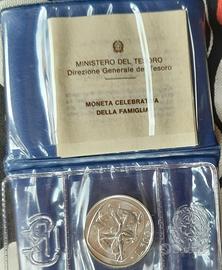 MINISTERO DEL TESORO
Direzione Generale del Tesoro
MONETA CELEBRATIVA
DELLA FAMIGLIA